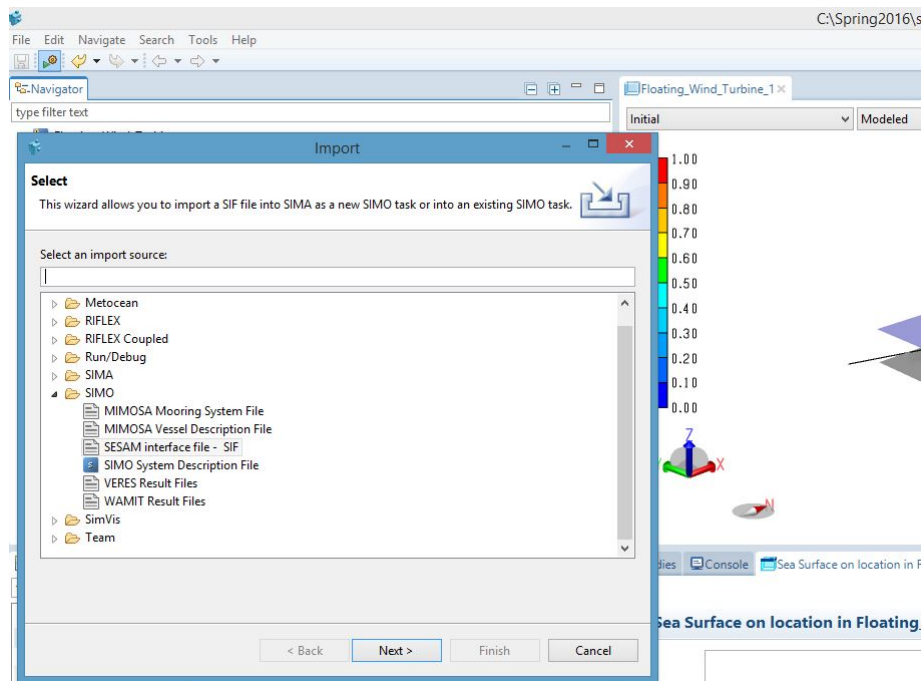 C:\Spring2016\s
File Edit Navigate Search Tools Help
Navigator
Floating_Wind_Turbine_1
type filter text
Initial
Modeled
Import
Select
This wizard allows you to import a SIF file into SIMA as a new SIMO task or into an existing SIMO task.
Select an import source:
Metocean
RIFLEX
RIFLEX Coupled
Run/Debug
SIMA
SIMO
MIMOSA Mooring System File
MIMOSA Vessel Description File
SESAM interface file - SIF
SIMO System Description File
VERES Result Files
WAMIT Result Files
SimVis
Team
< Back Next > Finish Cancel
1.00
0.90
0.80
0.70
0.60
0.50
0.40
0.30
0.20
0.10
0.00
Z
X
N
dies Console Sea Surface on location in F
Sea Surface on location in Floating_